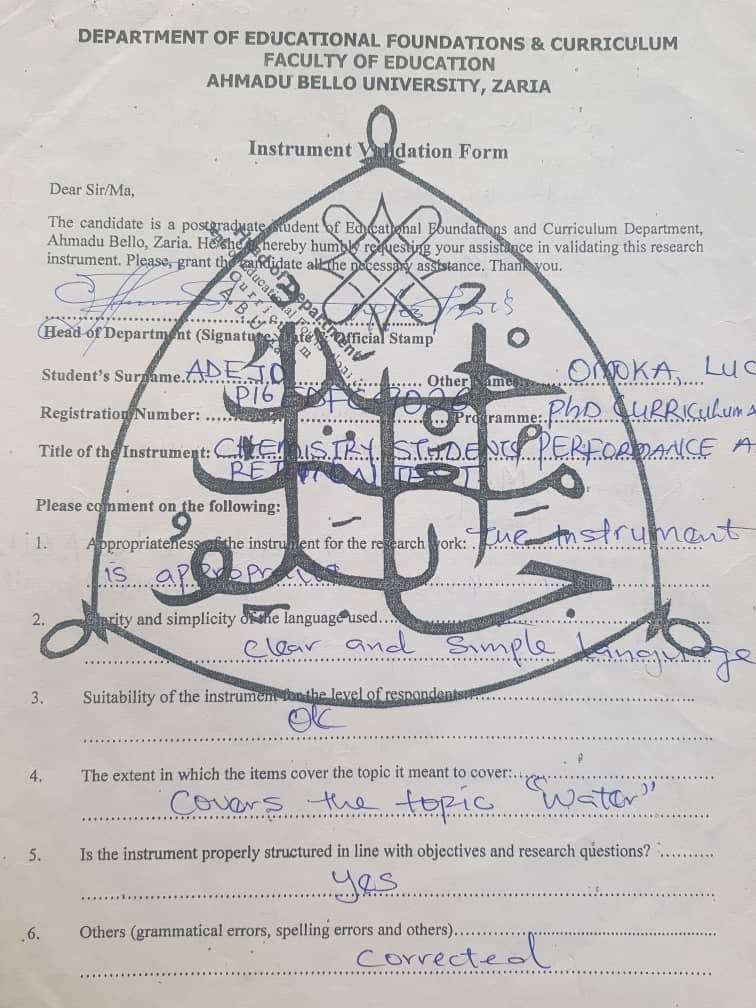 DEPARTMENT OF EDUCATIONAL FOUNDATIONS & CURRICULUM
FACULTY OF EDUCATION
AHMADU BELLO UNIVERSITY, ZARIA
Instrument Validation Form
Dear Sir/Ma,
The candidate is a postgraduate student of Educational Foundations and Curriculum Department,
Ahmadu Bello, Zaria. He/she is hereby humbly requesting your assistance in validating this research
instrument. Please, grant the candidate all the necessary assistance. Thank you.
Head of Department (Signature, Date & Official Stamp
Head of Department
Educational Foundations
Curriculum
A.B.U
Student's Surname. ADEJO Other Names: OMOKA, LUC
Registration Number: P16 Programme: PhD CURRICULUM A
Title of the Instrument: CHEMISTRY STUDENTS PERFORMANCE A
TEST
Please comment on the following:
1. Appropriateness of the instrument for the research work: The Instrument
is appropriate
2. Clarity and simplicity of the language used
Clear and Simple Language
3. Suitability of the instrument for the level of respondents:
OK
4. The extent in which the items cover the topic it meant to cover:
Covers the topic "Water"
5. Is the instrument properly structured in line with objectives and research questions?
yes
6. Others (grammatical errors, spelling errors and others)
corrected